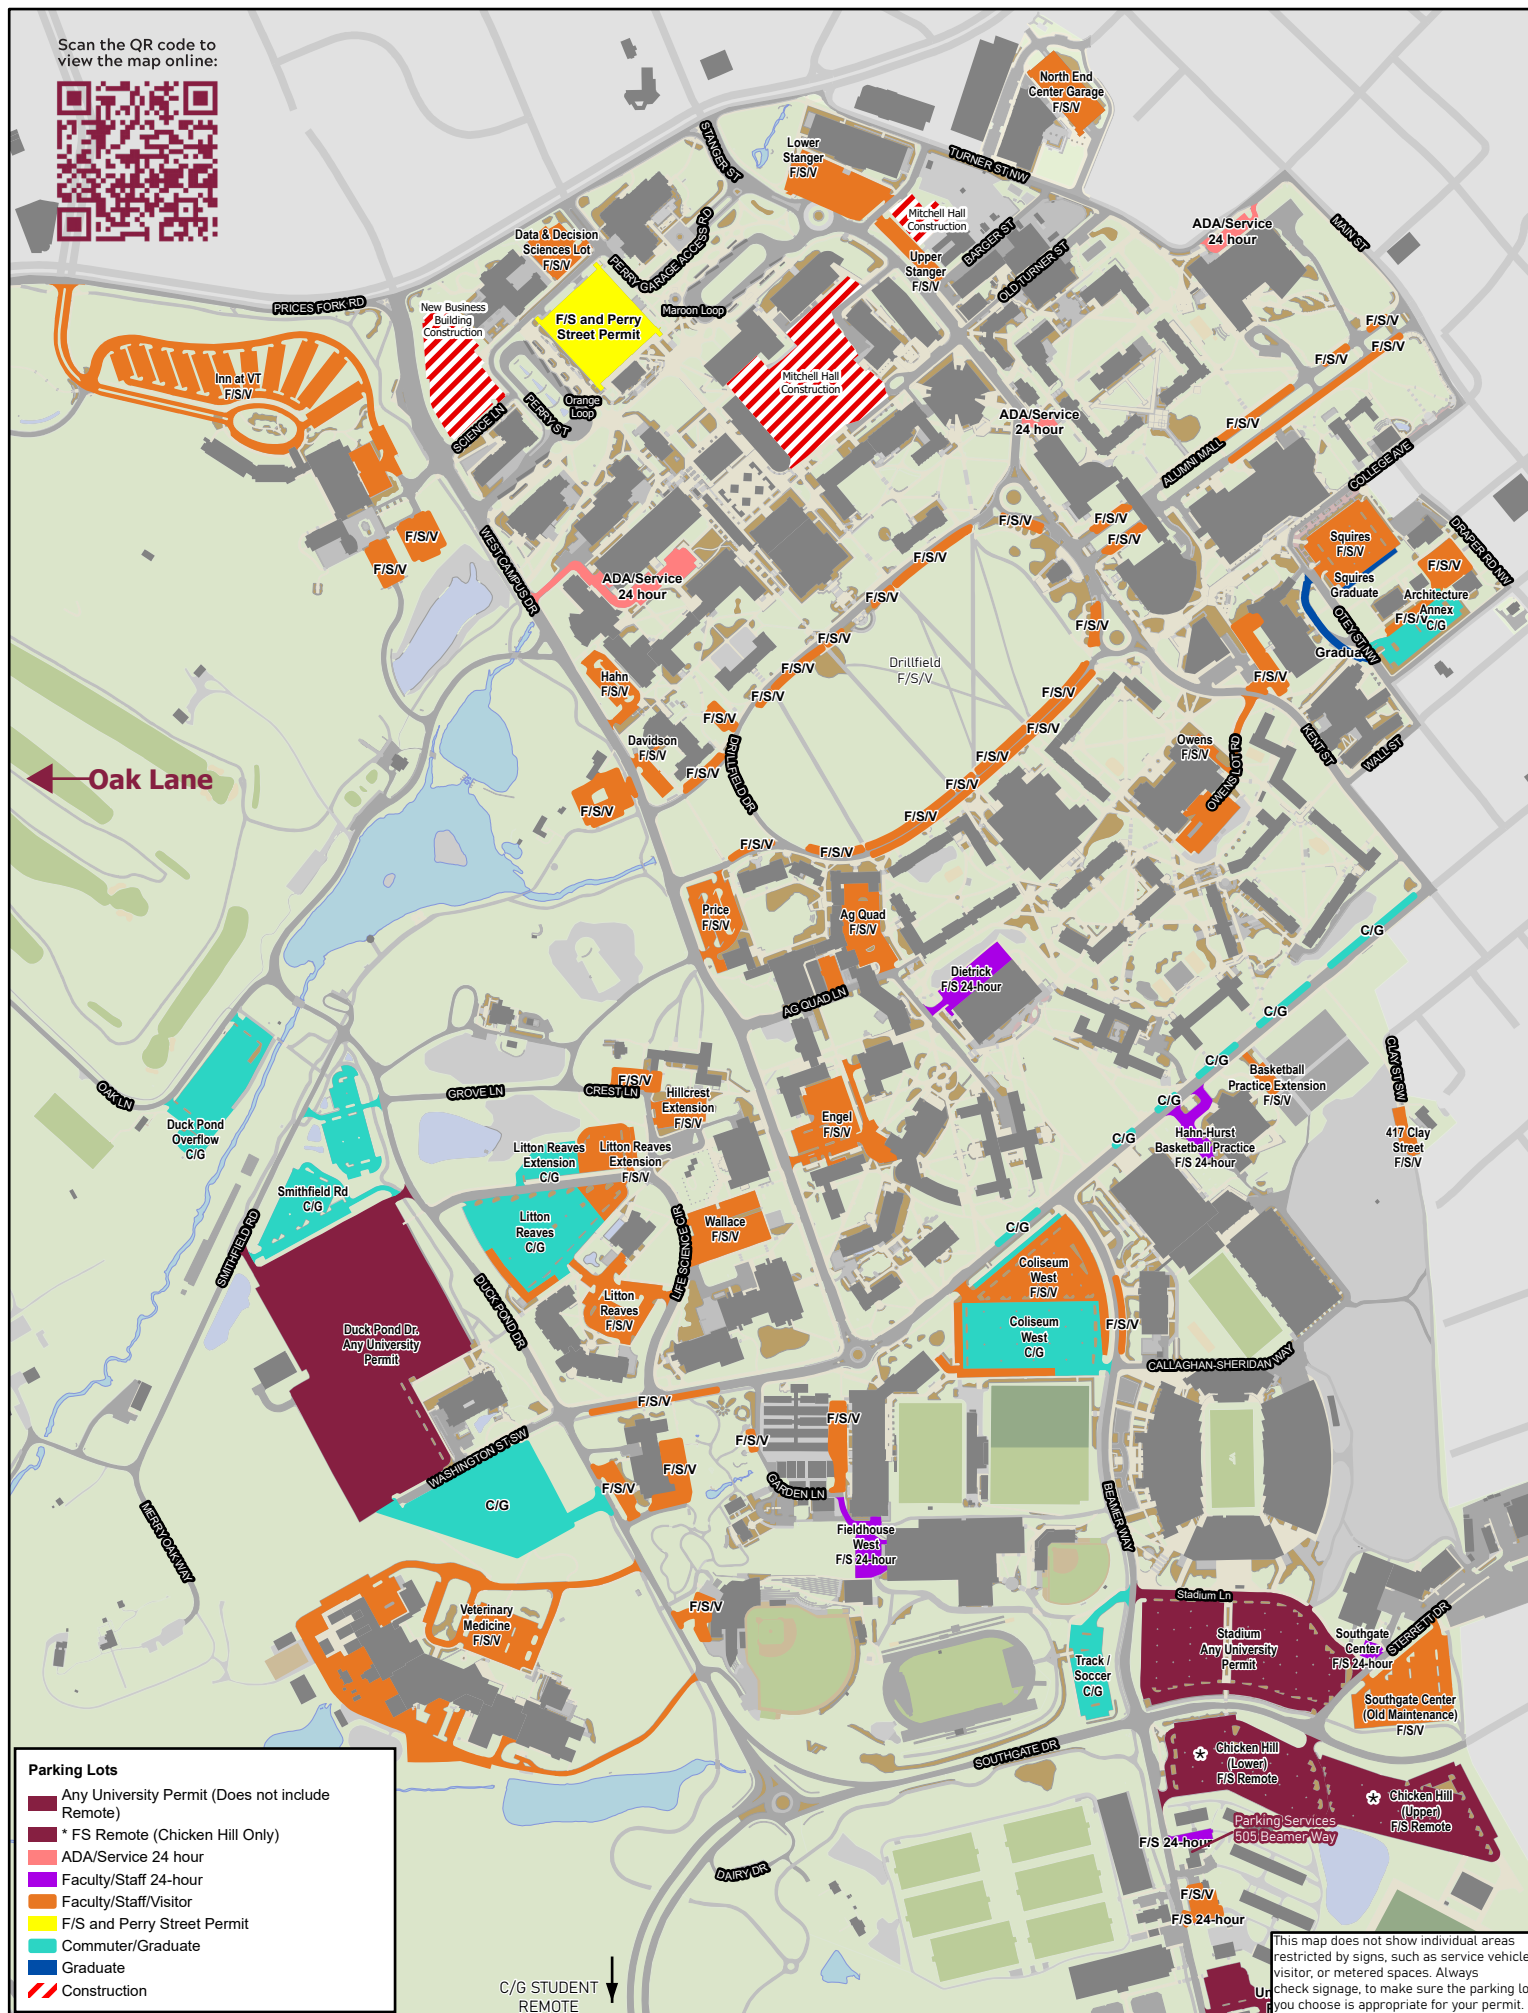 Scan the QR code to
view the map online:
North End
Center Garage
F/S/V
STANGER ST
Lower
Stanger
F/S/V
TURNER ST NW
Mitchell Hall
Construction
ADA/Service
24 hour
MAIN ST
Data & Decision
Sciences Lot
F/S/V
PERRY GARAGE ACCESS RD
Upper
Stanger
F/S/V
BARGER ST
OLD TURNER ST
PRICES FORK RD
New Business
Building
Construction
F/S and Perry
Street Permit
Maroon Loop
F/S/V
F/S/V
F/S/V
Inn at VT
F/S/V
Mitchell Hall
Construction
Orange
Loop
PERRY ST
SCIENCE LN
ADA/Service
24 hour
F/S/V
ALUMNI MALL
COLLEGE AVE
F/S/V
F/S/V
WEST CAMPUS DR
F/S/V
F/S/V
F/S/V
F/S/V
Squires
F/S/V
DRAPER RD NW
F/S/V
ADA/Service
24 hour
Squires
Graduate
Architecture
Annex
C/G
F/S/V
F/S/V
F/S/V
F/S/V
OTEY ST NW
Drillfield
F/S/V
F/S/V
F/S/V
Hahn
F/S/V
F/S/V
F/S/V
F/S/V
F/S/V
Davidson
F/S/V
F/S/V
F/S/V
Owens
F/S/V
OWENS LOT RD
KENT ST
WALL ST
Oak Lane
F/S/V
F/S/V
DRILLFIELD DR
F/S/V
F/S/V
F/S/V
F/S/V
Price
F/S/V
Ag Quad
F/S/V
C/G
Dietrick
F/S 24-hour
AG QUAD LN
C/G
OAK LN
GROVE LN
CREST LN
F/S/V
Hillcrest
Extension
F/S/V
C/G
Basketball
Practice Extension
F/S/V
CLAY ST SW
C/G
Duck Pond
Overflow
C/G
Engel
F/S/V
C/G
Hahn-Hurst
Basketball Practice
F/S 24-hour
417 Clay
Street
F/S/V
Litton Reaves
Extension
C/G
Litton Reaves
Extension
F/S/V
Smithfield Rd
C/G
Litton
Reaves
C/G
Wallace
F/S/V
C/G
SMITHFIELD RD
LIFE SCIENCE CIR
Coliseum
West
F/S/V
DUCK POND DR
Litton
Reaves
F/S/V
Duck Pond Dr.
Any University
Permit
Coliseum
West
C/G
F/S/V
CALLAGHAN-SHERIDAN WAY
F/S/V
F/S/V
F/S/V
WASHINGTON ST SW
F/S/V
F/S/V
GARDEN LN
C/G
MERRY OAK WAY
BEAMER WAY
Fieldhouse
West
F/S 24-hour
Veterinary
Medicine
F/S/V
F/S/V
Stadium Ln
Stadium
Any University
Permit
Southgate
Center
F/S 24-hour
STERRETT DR
Track /
Soccer
C/G
Southgate Center
(Old Maintenance)
F/S/V
SOUTHGATE DR
Chicken Hill
(Lower)
F/S Remote
Chicken Hill
(Upper)
F/S Remote
Parking Services
505 Beamer Way
F/S 24-hour
DAIRY DR
F/S/V
F/S 24-hour
C/G STUDENT
REMOTE
Parking Lots
Any University Permit (Does not include
Remote)
* FS Remote (Chicken Hill Only)
ADA/Service 24 hour
Faculty/Staff 24-hour
Faculty/Staff/Visitor
F/S and Perry Street Permit
Commuter/Graduate
Graduate
Construction
This map does not show individual areas
restricted by signs, such as service vehicle
visitor, or metered spaces. Always
check signage, to make sure the parking lo
you choose is appropriate for your permit